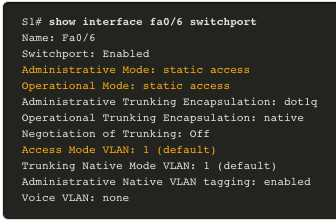 S1# show interface fa0/6 switchport
Name: Fa0/6
Switchport: Enabled
Administrative Mode: static access
Operational Mode: static access
Administrative Trunking Encapsulation: dot1q
Operational Trunking Encapsulation: native
Negotiation of Trunking: Off
Access Mode VLAN: 1 (default)
Trunking Native Mode VLAN: 1 (default)
Administrative Native VLAN tagging: enabled
Voice VLAN: none